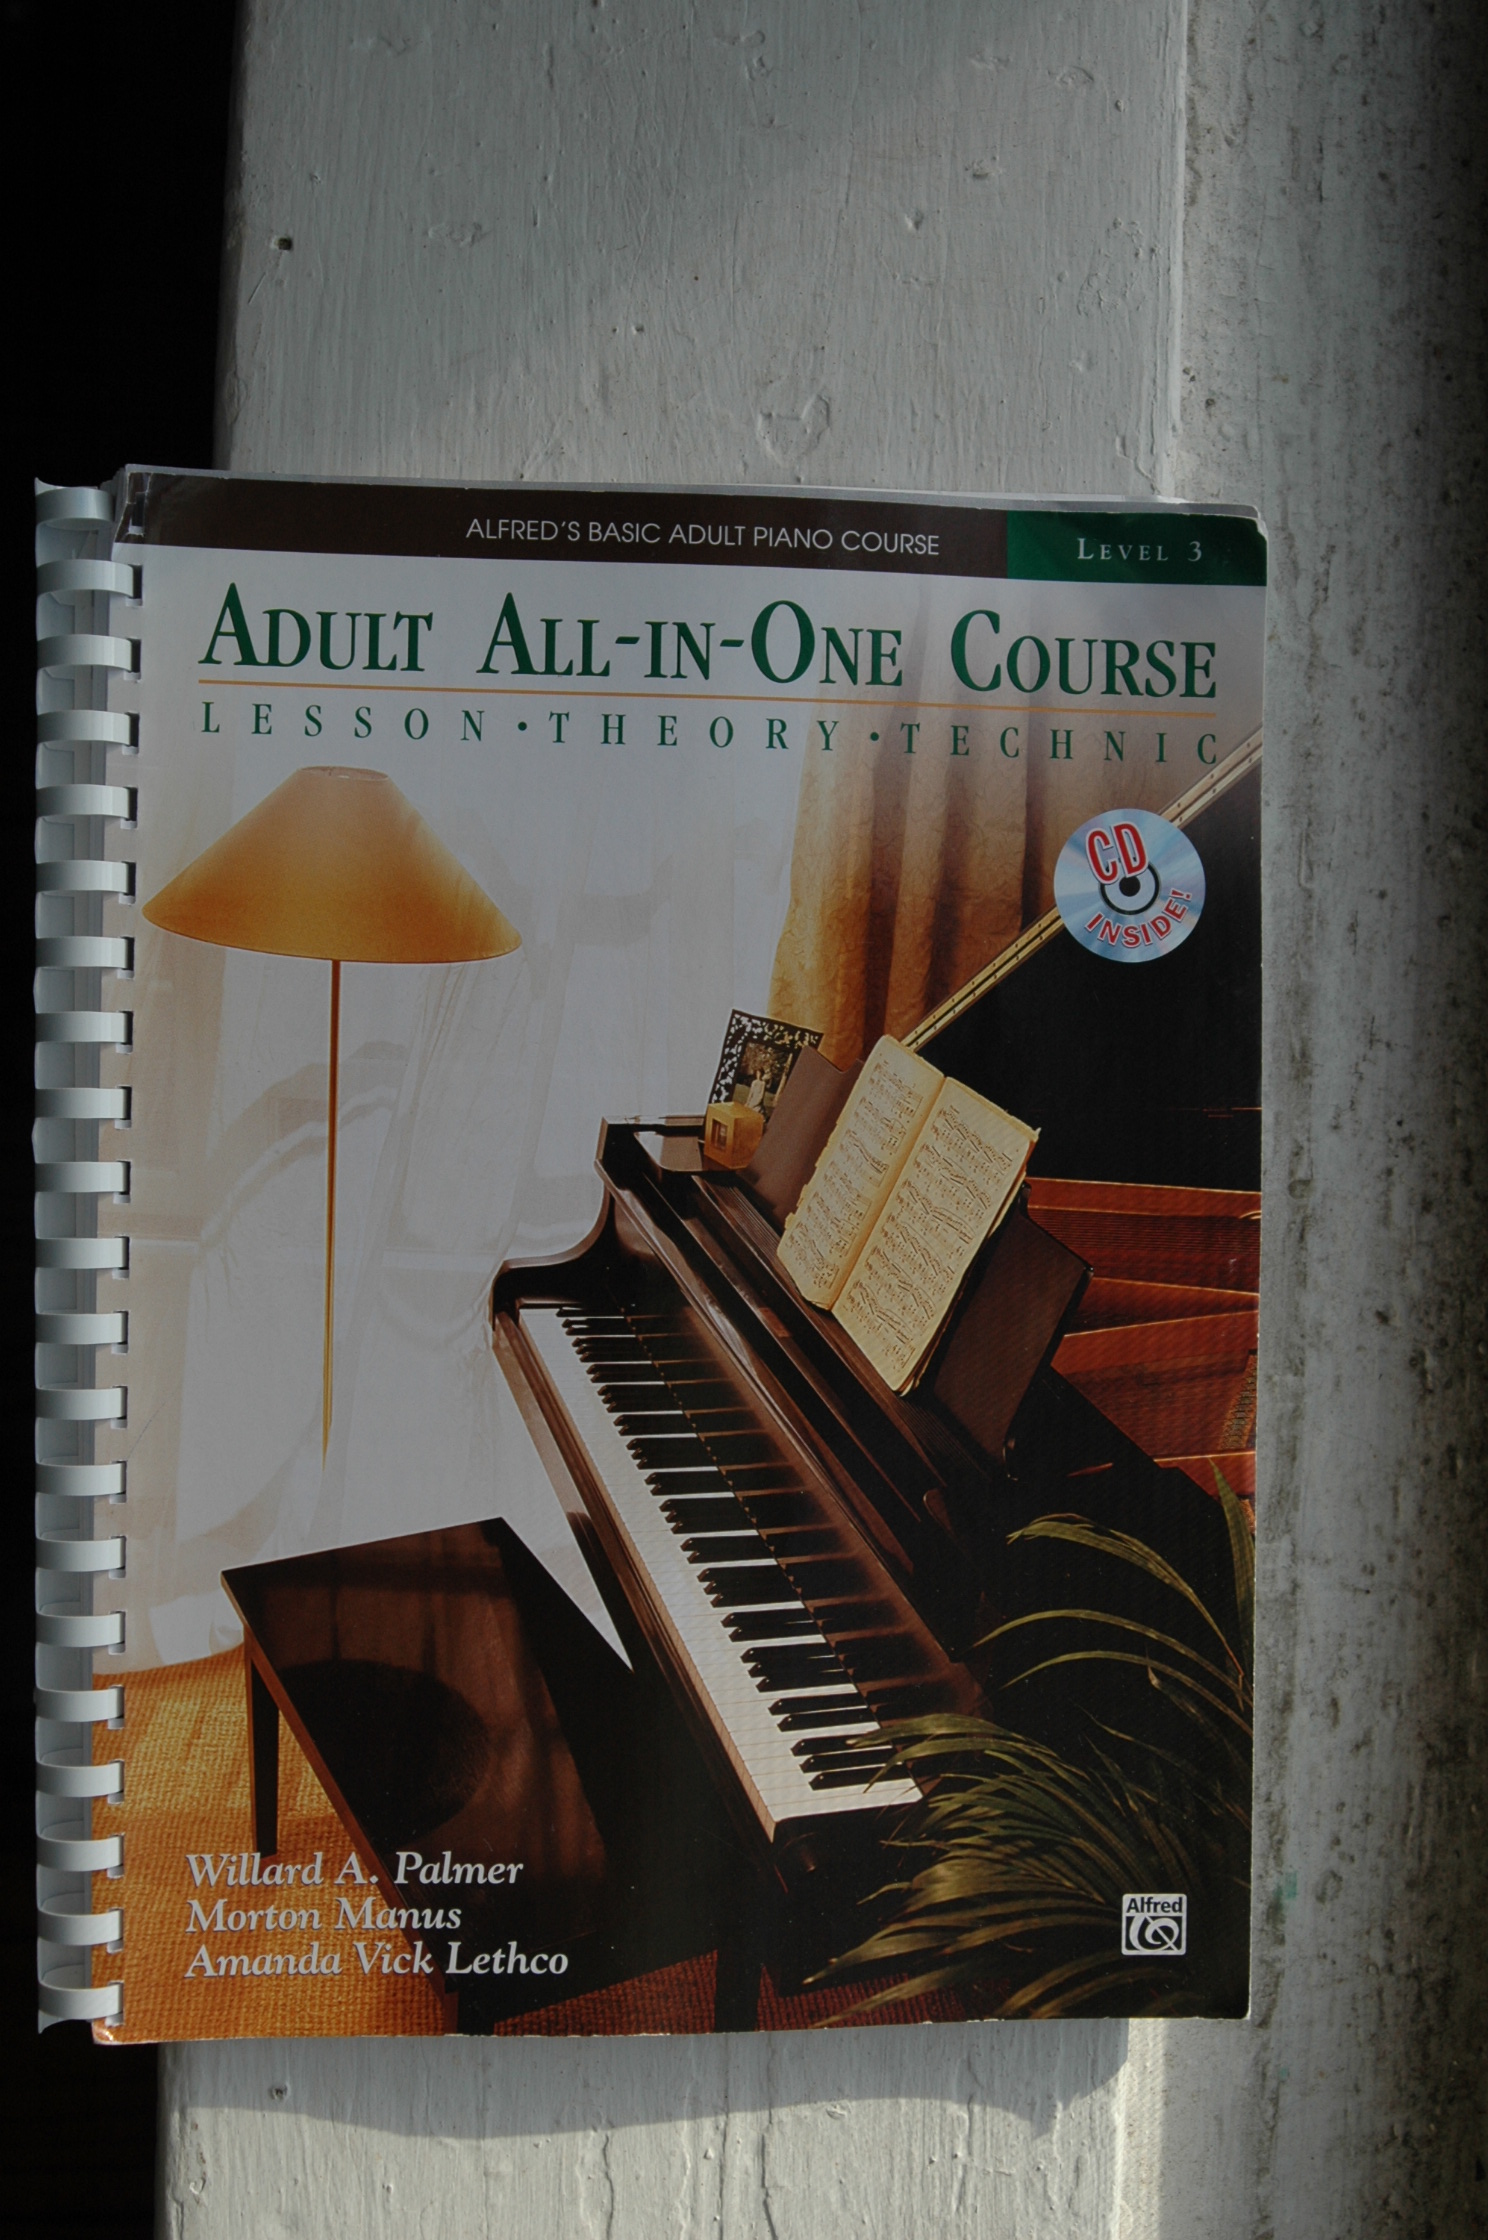 ALFRED'S BASIC ADULT PIANO COURSE
LEVEL 3
ADULT ALL-IN-ONE COURSE
LESSON • THEORY • TECHNIC
CD
INSIDE!
Willard A. Palmer
Morton Manus
Amanda Vick Lethco
Alfred